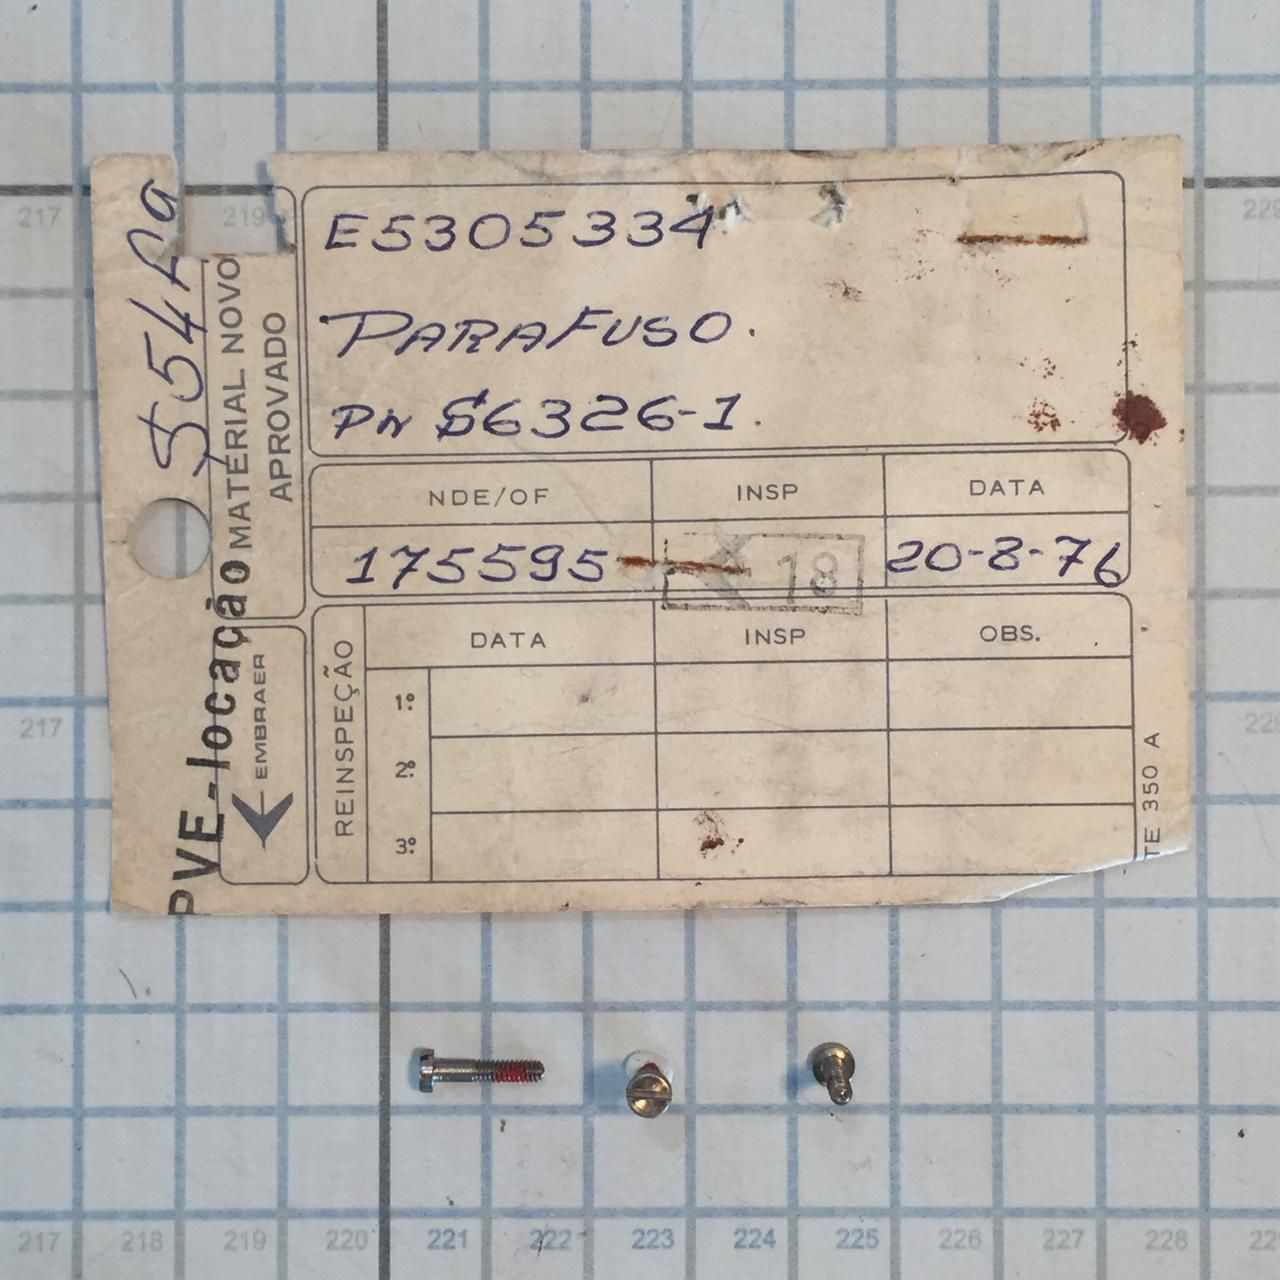 E5305334
PARAFUSO.
PN S6326-1.
NDE/OF INSP DATA
175595 18 20-8-76
DATA INSP OBS.
REINSPEÇÃO
1º
2º
3º
MATERIAL NOVO
APROVADO
EMBRAER
PVE-locação
TE 350 A
217 219
217
217 218 219 220 221 222 223 224 225 226 227 228